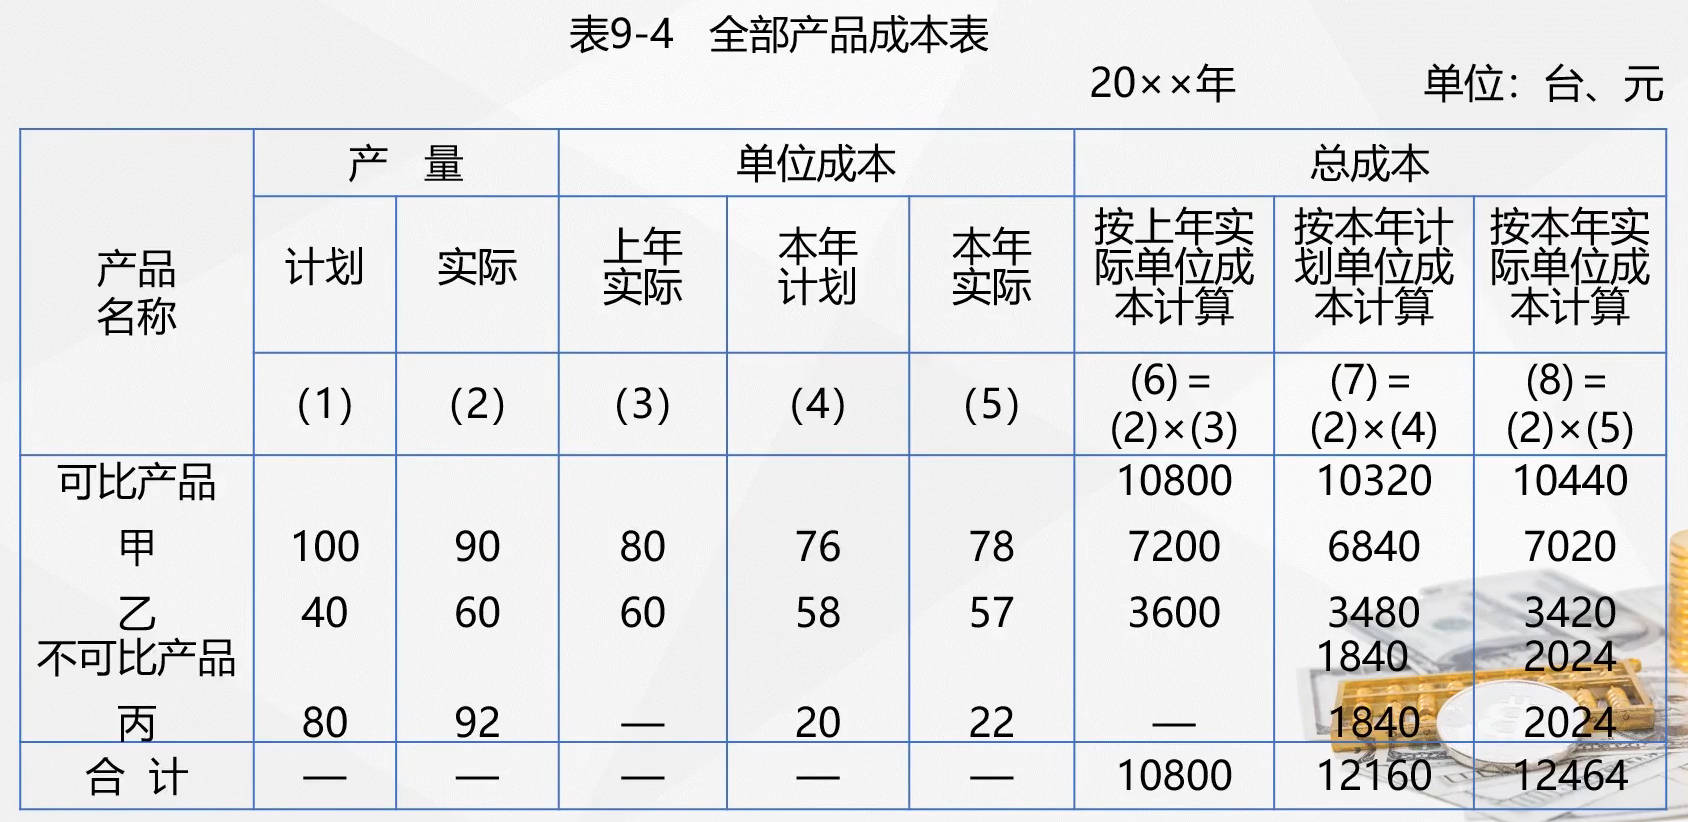 表9-4 全部产品成本表
20××年 单位：台、元
产品名称 产 量 单位成本 总成本
计划 实际 上年实际 本年计划 本年实际 按上年实际单位成本计算 按本年计划单位成本计算 按本年实际单位成本计算
(1) (2) (3) (4) (5) (6)＝(2)×(3) (7)＝(2)×(4) (8)＝(2)×(5)
可比产品 10800 10320 10440
甲 100 90 80 76 78 7200 6840 7020
乙 40 60 60 58 57 3600 3480 3420
不可比产品 1840 2024
丙 80 92 — 20 22 — 1840 2024
合 计 — — — — — 10800 12160 12464